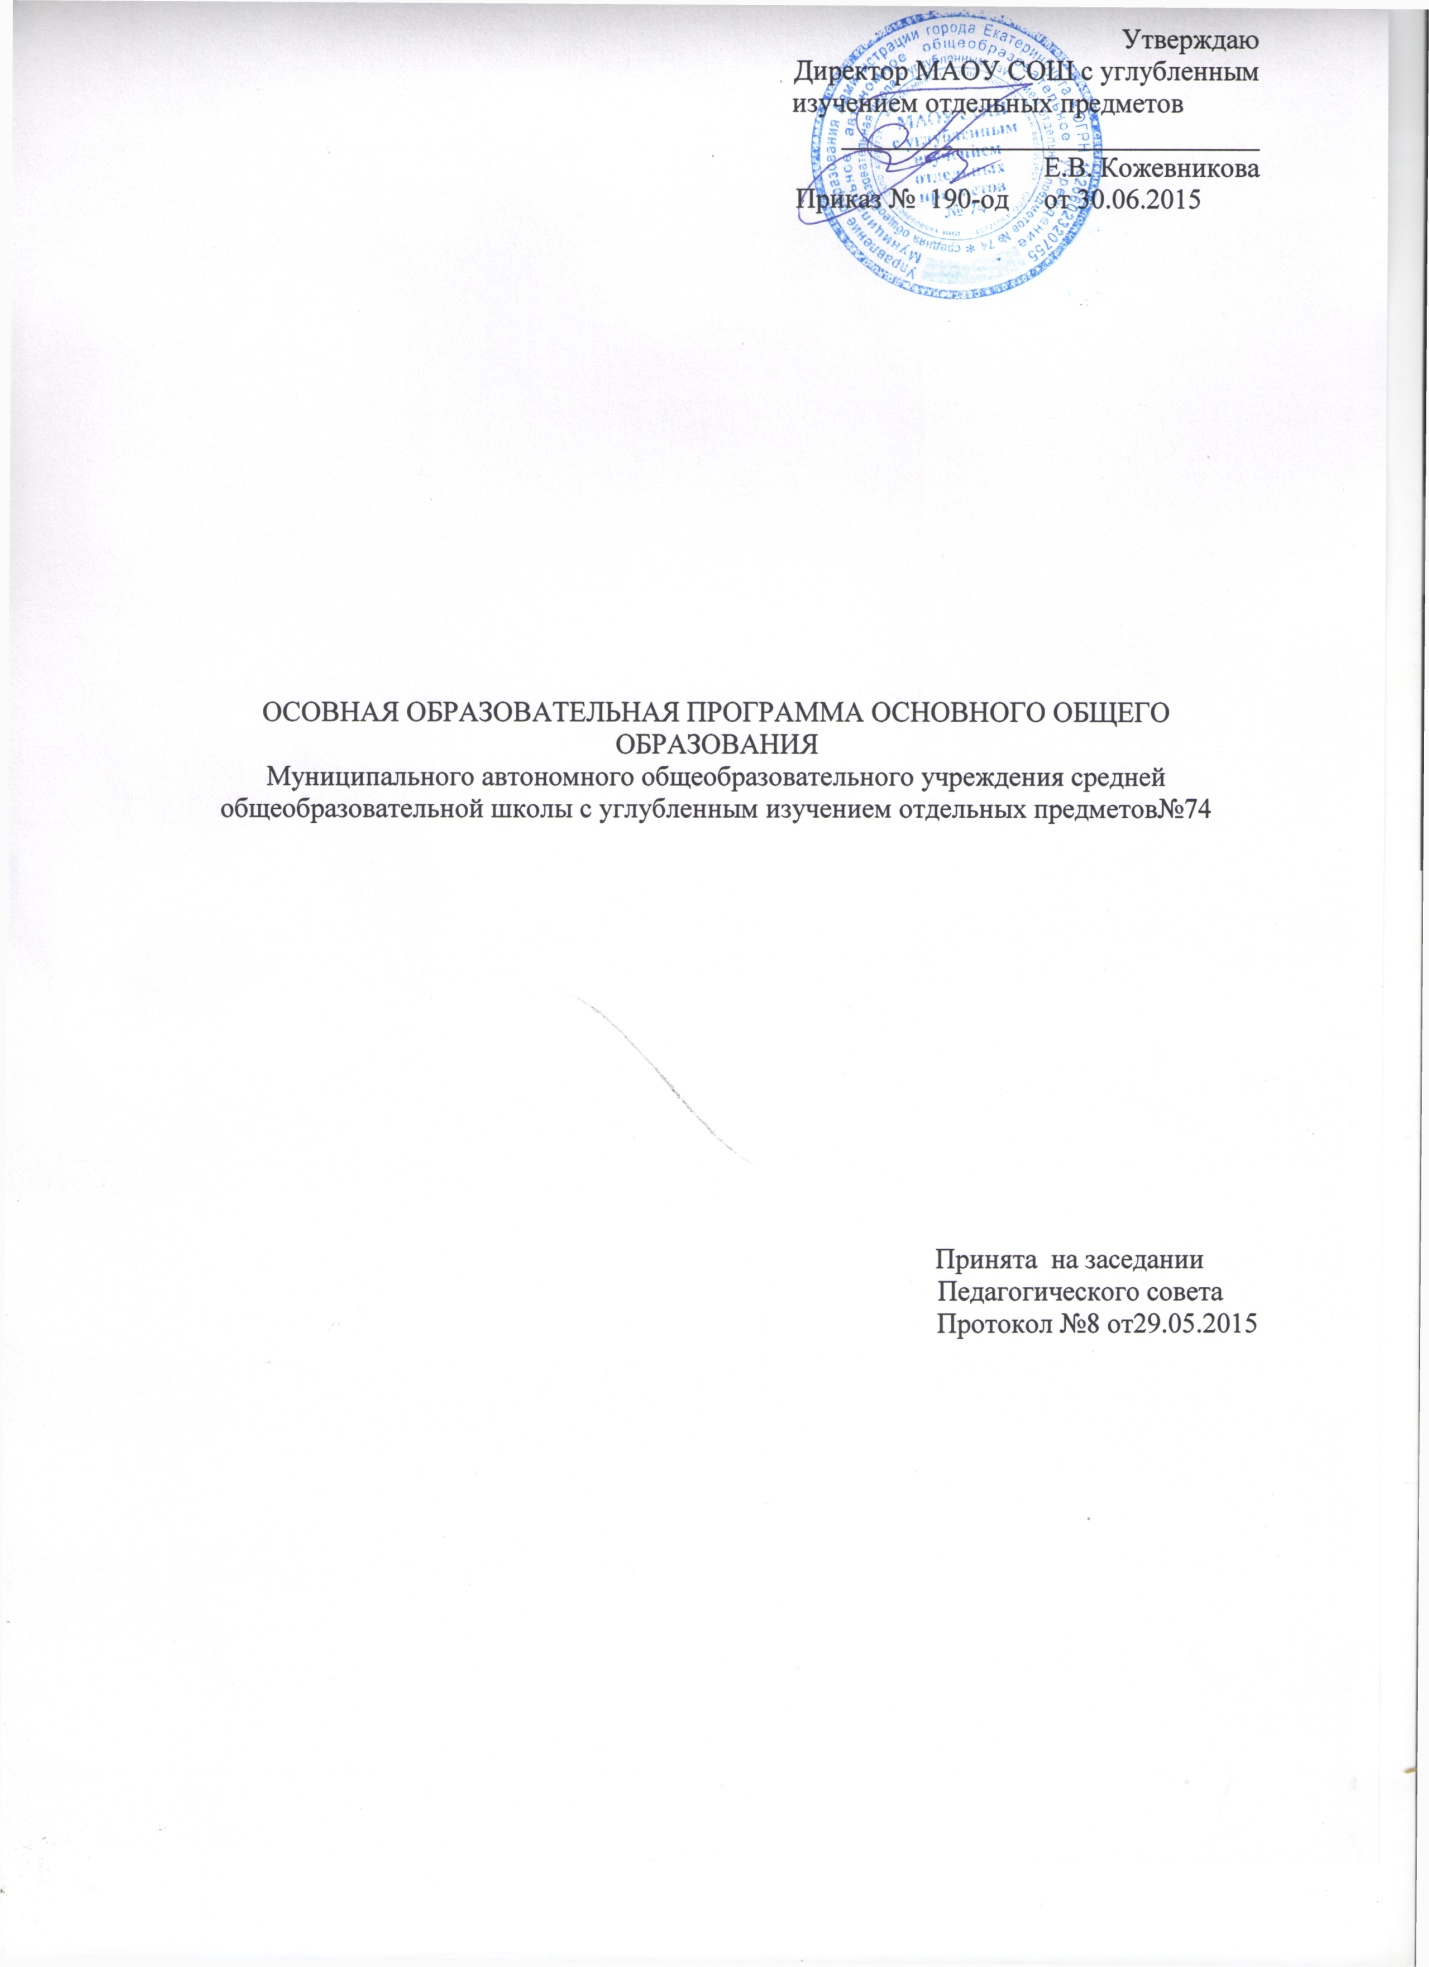 Утверждаю
Директор МАОУ СОШ с углубленным
изучением отдельных предметов
Е.В. Кожевникова
Приказ № 190-од от 30.06.2015
ОСОВНАЯ ОБРАЗОВАТЕЛЬНАЯ ПРОГРАММА ОСНОВНОГО ОБЩЕГО
ОБРАЗОВАНИЯ
Муниципального автономного общеобразовательного учреждения средней
общеобразовательной школы с углубленным изучением отдельных предметов№74
Принята на заседании
Педагогического совета
Протокол №8 от29.05.2015